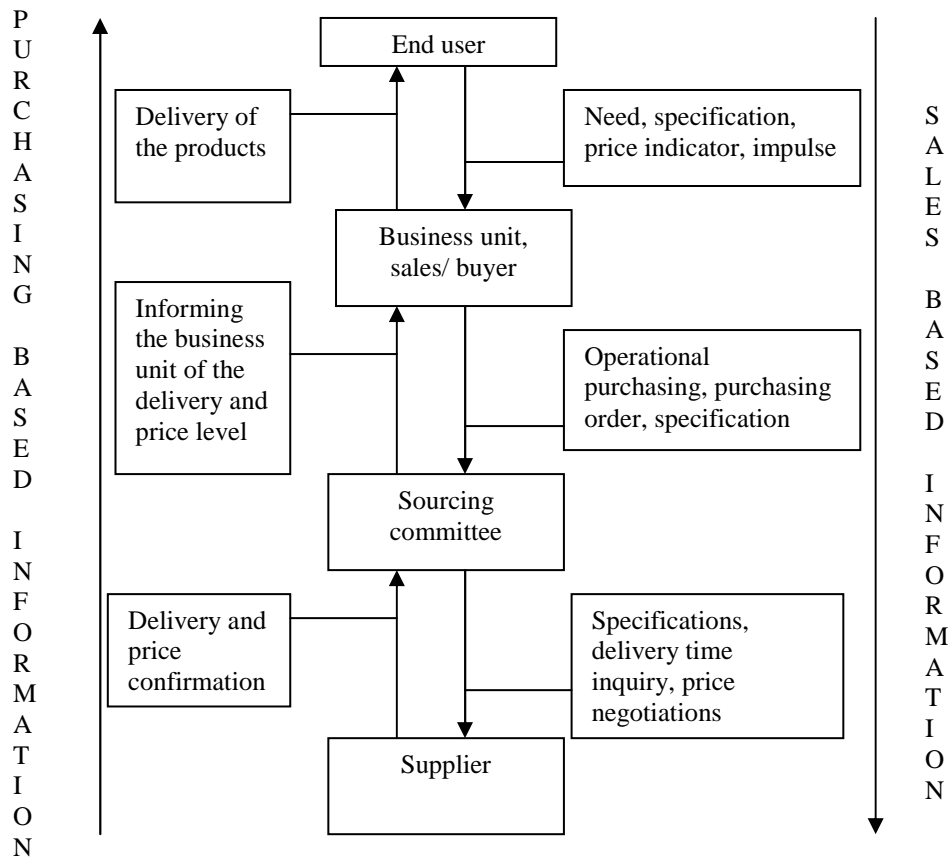 PURCHASING BASED INFORMATION
End user
Delivery of
the products
Need, specification,
price indicator, impulse
Business unit,
sales/ buyer
Informing
the business
unit of the
delivery and
price level
Operational
purchasing, purchasing
order, specification
Sourcing
committee
Delivery and
price
confirmation
Specifications,
delivery time
inquiry, price
negotiations
Supplier
SALES BASED INFORMATION